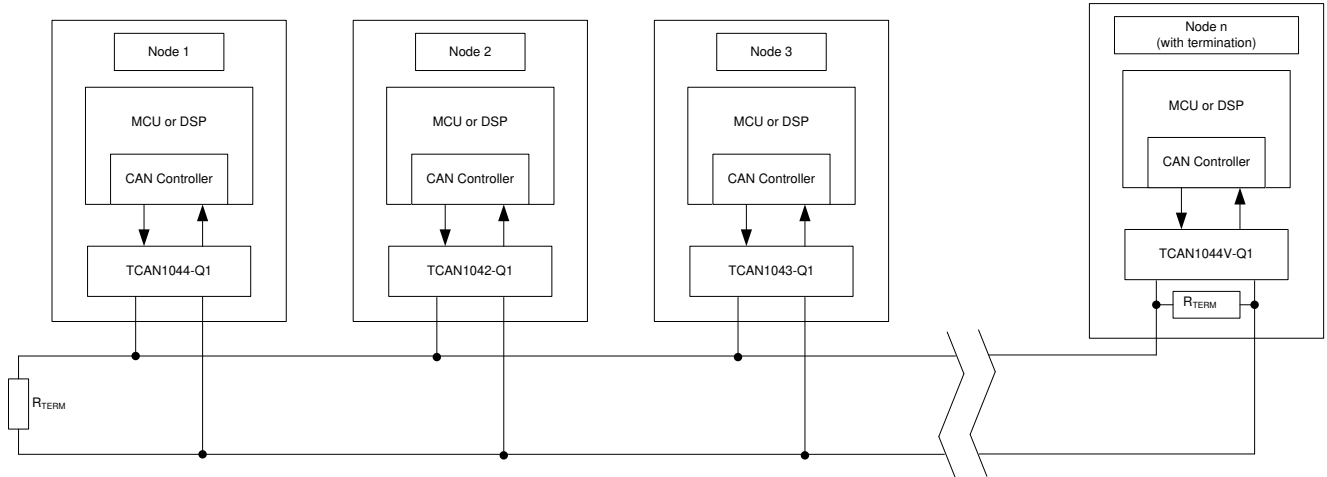 Node 1
MCU or DSP
CAN Controller
TCAN1044-Q1
Node 2
MCU or DSP
CAN Controller
TCAN1042-Q1
Node 3
MCU or DSP
CAN Controller
TCAN1043-Q1
Node n
(with termination)
MCU or DSP
CAN Controller
TCAN1044V-Q1
RTERM
RTERM